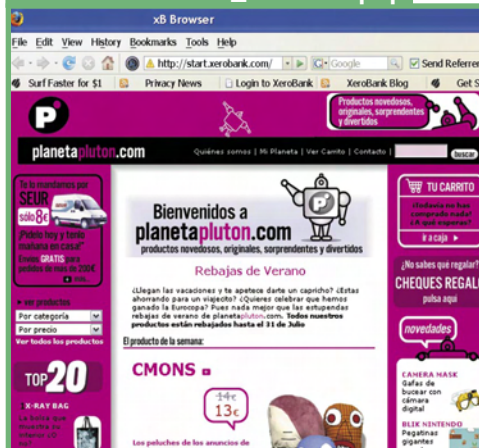 xB Browser
File Edit View History Bookmarks Tools Help
http://start.xerobank.com/
Google
Send Referrer
Surf Faster for $1 Privacy News Login to XeroBank XeroBank Blog Get S
P
planetapluton.com
Productos novedosos,
originales, sorprendentes
y divertidos
Quiénes somos | Mi Planeta | Ver Carrito | Contacto |
buscar
Te lo mandamos por
SEUR
sólo 8€
¡Pídelo hoy y tenlo
mañana en casa!
Envíos GRATIS para
pedidos de más de 200€
más
ver productos
Por categoría
Por precio
Ver todos los productos
TOP 20
X-RAY BAG
La bolsa que
muestra su
interior ¿O
no?
Bienvenidos a
planetapluton.com
productos novedosos, originales, sorprendentes y divertidos
Rebajas de Verano
¿Llegan las vacaciones y te apetece darte un capricho? ¿Estas
ahorrando para un viajecito? ¿Quieres celebrar que hemos
ganado la Eurocopa? Pues nada mejor que las estupendas
rebajas de verano de planetapluton.com. Todos nuestros
productos están rebajados hasta el 31 de Julio
El producto de la semana:
CMONS
14€
13€
Los peluches de los anuncios de
TU CARRITO
¡Todavía no has
comprado nada!
¿A qué esperas?
ir a caja
¿No sabes qué regalar?
CHEQUES REGAL
pulsa aquí
novedades
CAMERA MASK
Gafas de
bucear con
cámara
digital
BLIK NINTENDO
Pegatinas
gigantes